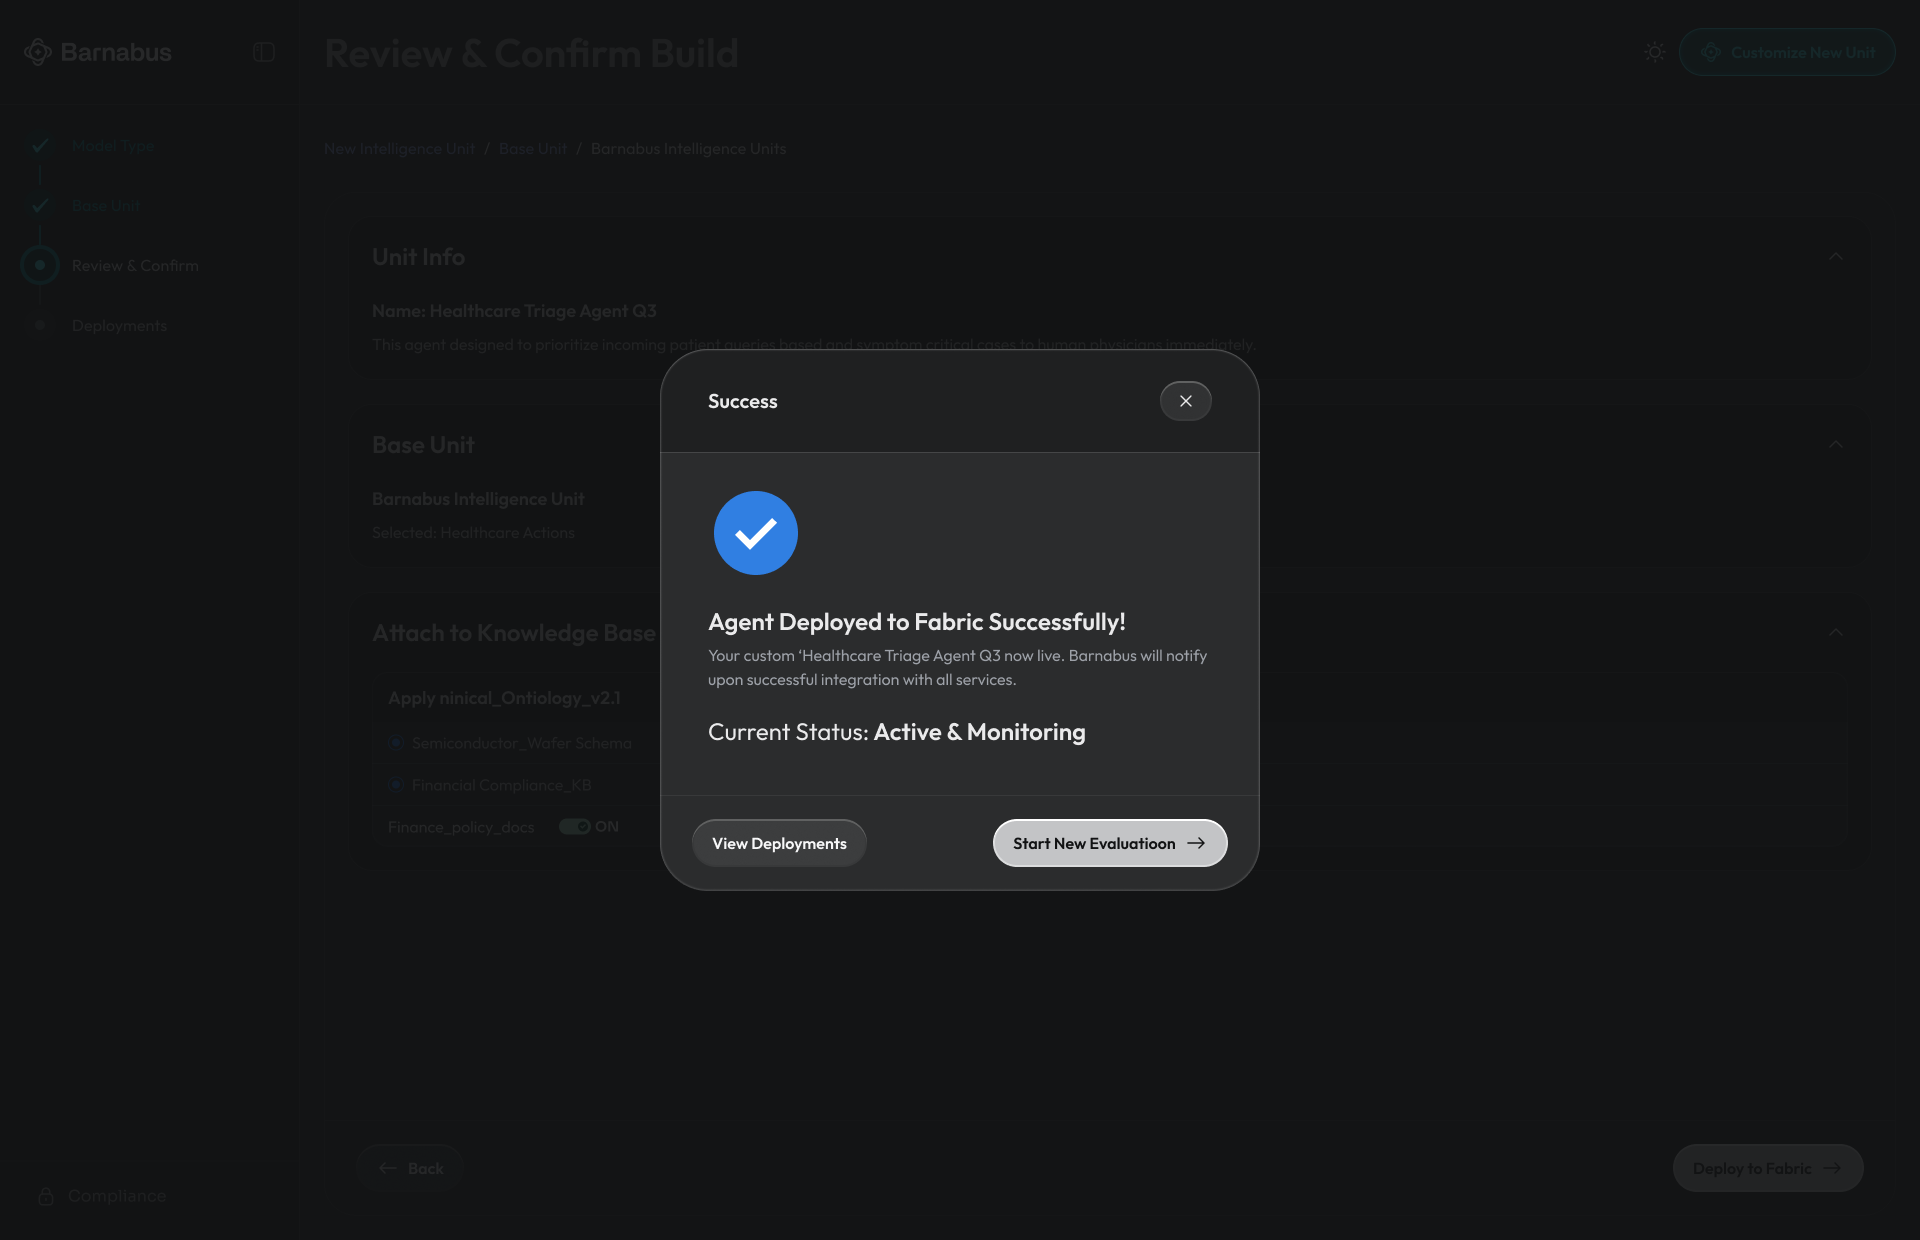 Barnabus
Review & Confirm Build
Customize New Unit
Model Type
Base Unit
Review & Confirm
Deployments
New Intelligence Unit / Base Unit / Barnabus Intelligence Units
Unit Info
Name: Healthcare Triage Agent Q3
This agent designed to prioritize incoming patient queries based and symptom critical cases to human physicians immediately.
Base Unit
Barnabus Intelligence Unit
Selected: Healthcare Actions
Attach to Knowledge Base
Apply ninical_Ontiology_v2.1
Semiconductor_Wafer Schema
Financial Compliance_KB
Finance_policy_docs ON
Success
Agent Deployed to Fabric Successfully!
Your custom ‘Healthcare Triage Agent Q3 now live. Barnabus will notify
upon successful integration with all services.
Current Status: Active & Monitoring
View Deployments
Start New Evaluatioon
Back
Deploy to Fabric
Compliance